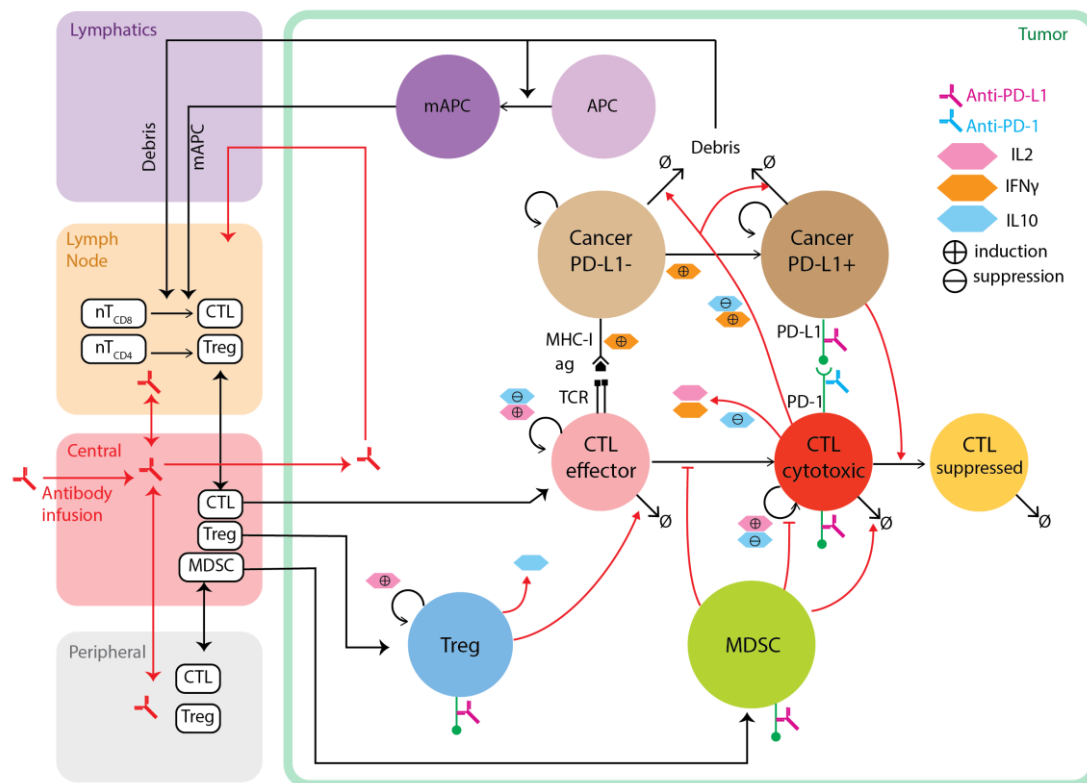 Lymphatics
Debris
mAPC
Lymph
Node
nT_CD8
CTL
nT_CD4
Treg
Central
Antibody
infusion
CTL
Treg
MDSC
Peripheral
CTL
Treg
Tumor
mAPC
APC
Ø
Debris
Ø
Cancer
PD-L1-
Cancer
PD-L1+
⊕
⊖
⊕
MHC-I
⊕
ag
TCR
PD-L1
PD-1
⊖
⊕
⊖
CTL
effector
CTL
cytotoxic
CTL
suppressed
Ø
Ø
Ø
⊕
⊖
⊕
Treg
MDSC
Anti-PD-L1
Anti-PD-1
IL2
IFNγ
IL10
⊕ induction
⊖ suppression